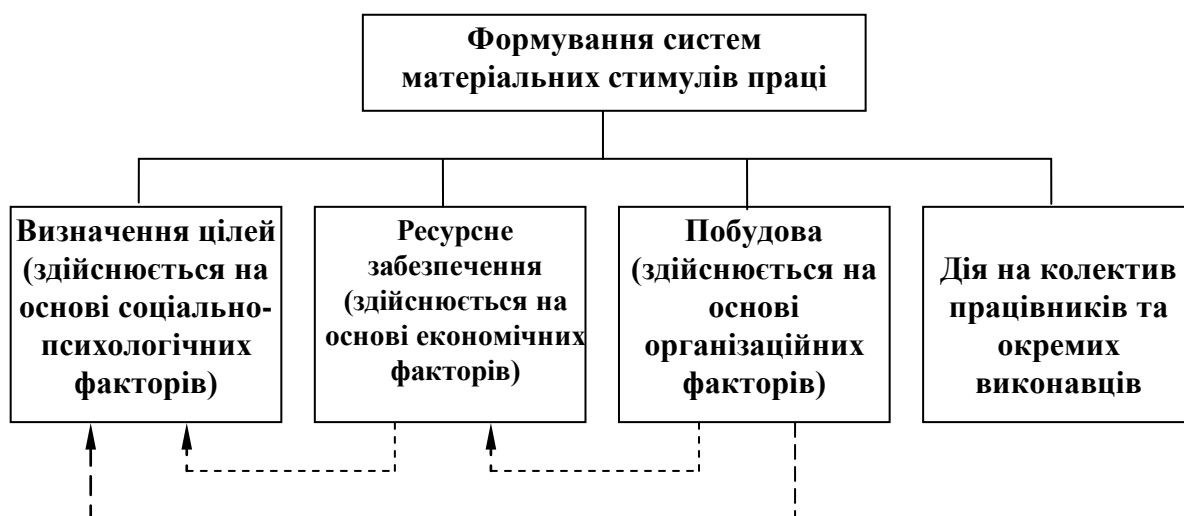 Формування систем
матеріальних стимулів праці
Визначення цілей
(здійснюється на
основі соціально-
психологічних
факторів)
Ресурсне
забезпечення
(здійснюється на
основі економічних
факторів)
Побудова
(здійснюється на
основі
організаційних
факторів)
Дія на колектив
працівників та
окремих
виконавців